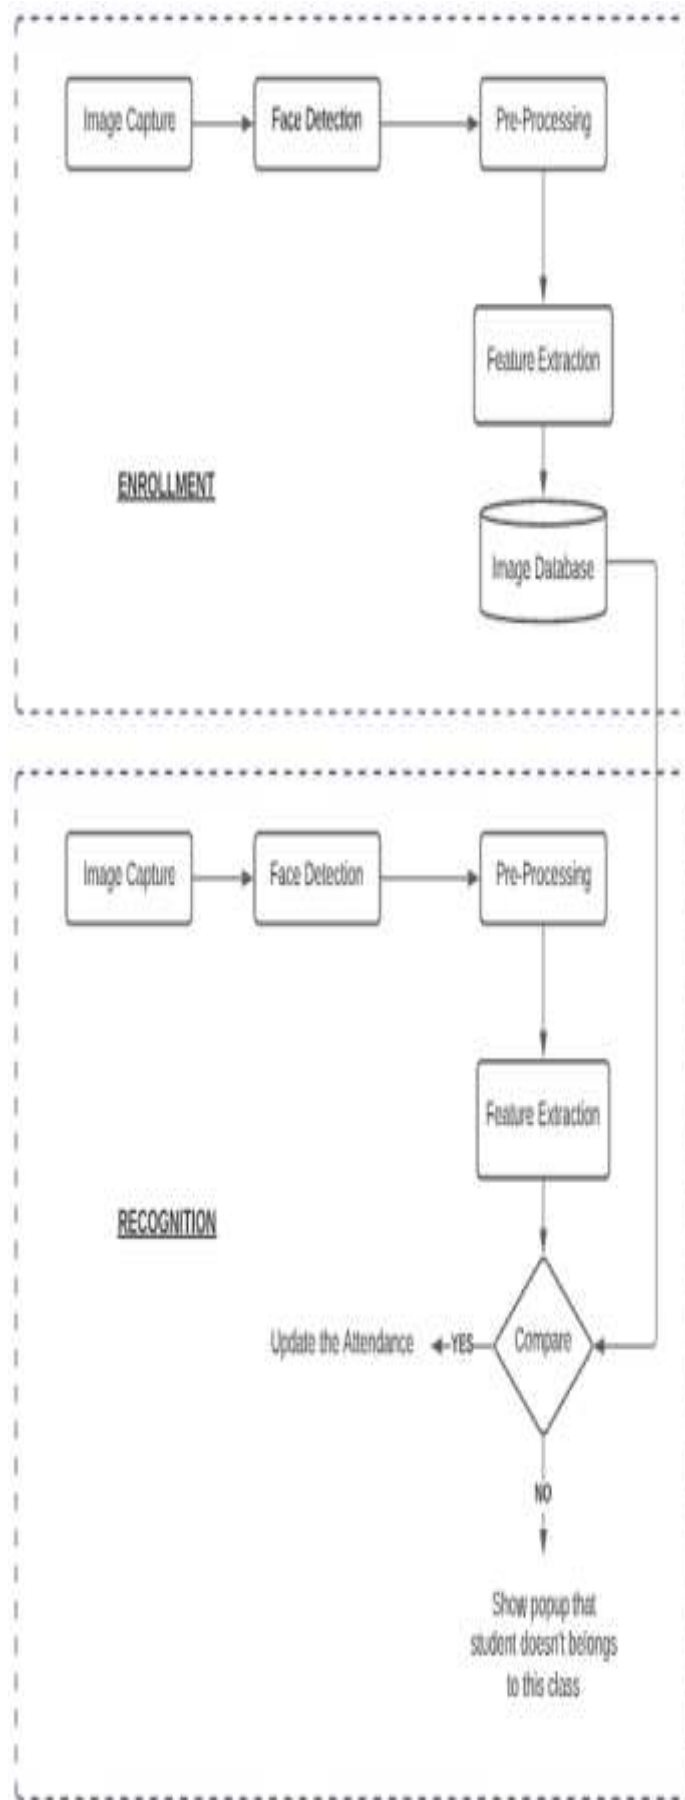 Image Capture
Face Detection
Pre-Processing
Feature Extraction
ENROLLMENT
Image Database
Image Capture
Face Detection
Pre-Processing
Feature Extraction
RECOGNITION
Update the Attendance
YES
Compare
NO
Show popup that
student doesn't belongs
to this class